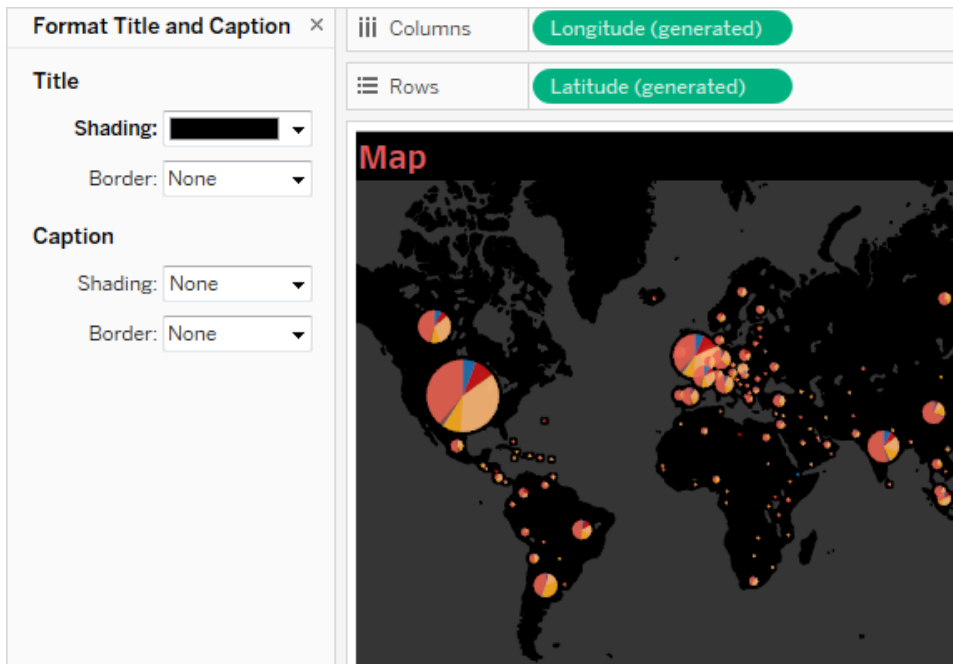 Format Title and Caption ×
Title
Shading:
Border: None
Caption
Shading: None
Border: None
Columns Longitude (generated)
Rows Latitude (generated)
Map